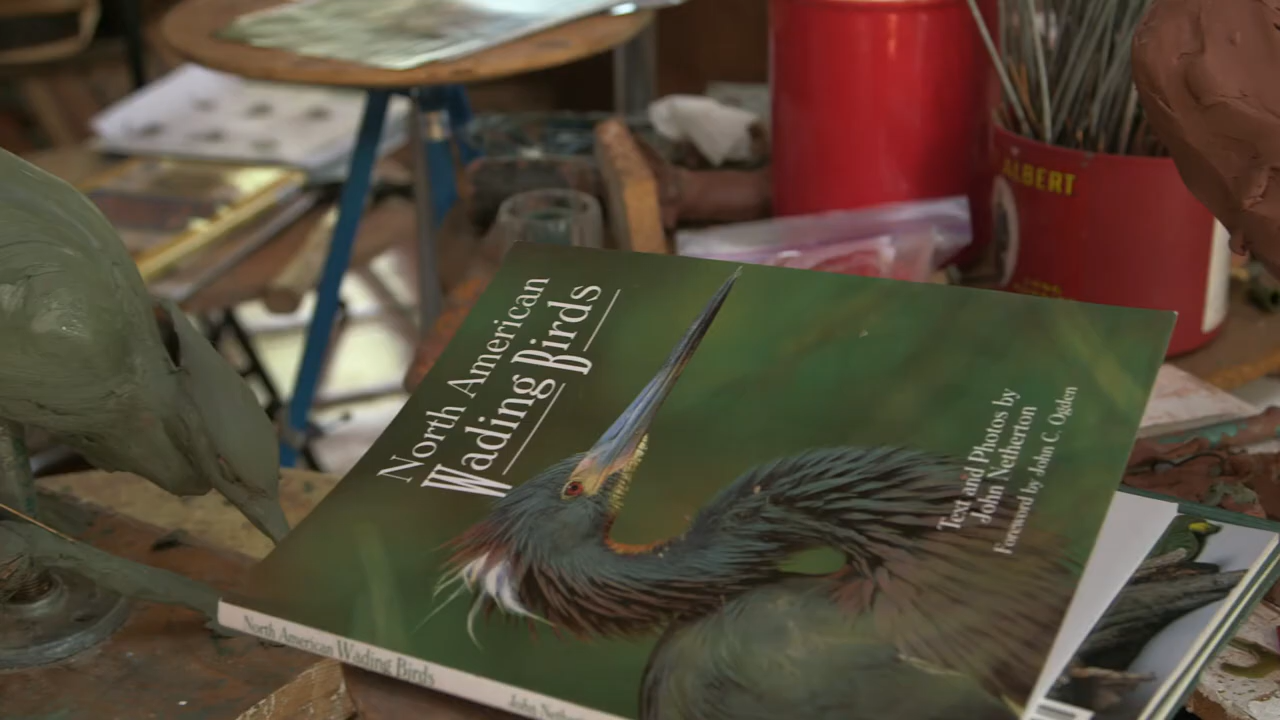 North American
Wading Birds
Text and Photos by
John Netherton
Foreword by John C. Ogden
North American Wading Birds
John
ALBERT